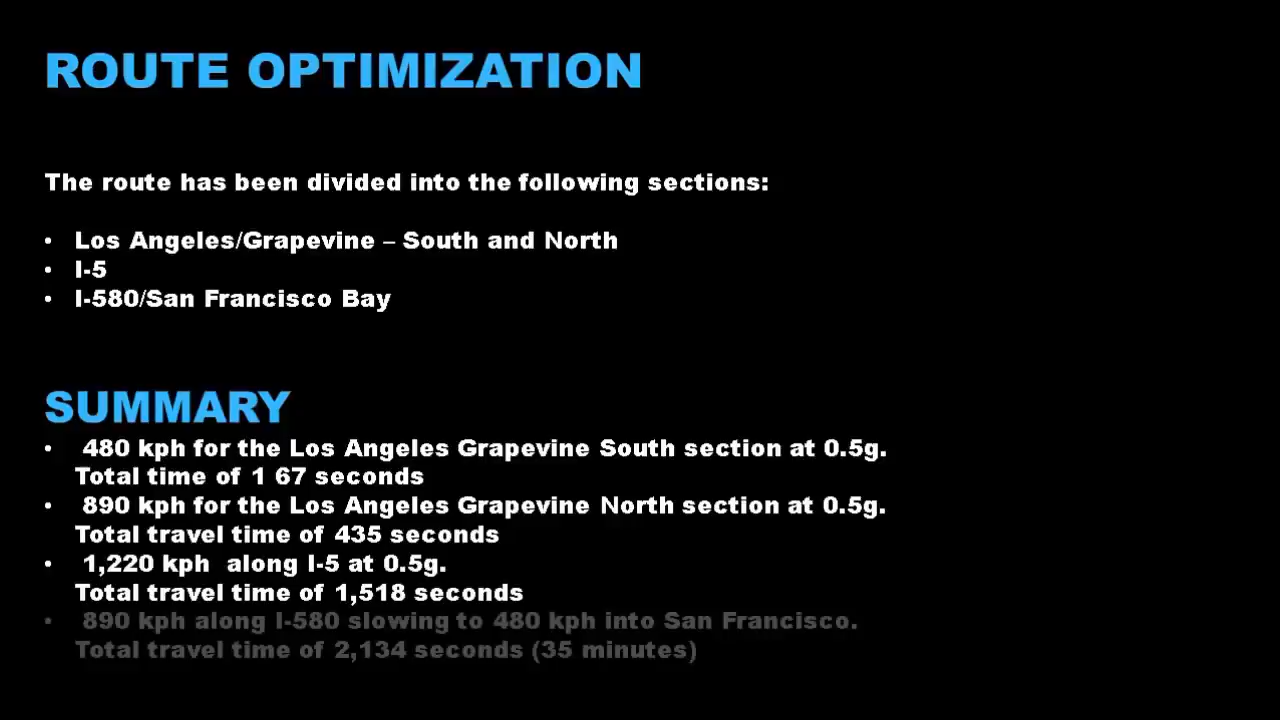 ROUTE OPTIMIZATION
The route has been divided into the following sections:
• Los Angeles/Grapevine – South and North
• I-5
• I-580/San Francisco Bay
SUMMARY
• 480 kph for the Los Angeles Grapevine South section at 0.5g.
Total time of 1 67 seconds
• 890 kph for the Los Angeles Grapevine North section at 0.5g.
Total travel time of 435 seconds
• 1,220 kph along I-5 at 0.5g.
Total travel time of 1,518 seconds
• 890 kph along I-580 slowing to 480 kph into San Francisco.
Total travel time of 2,134 seconds (35 minutes)